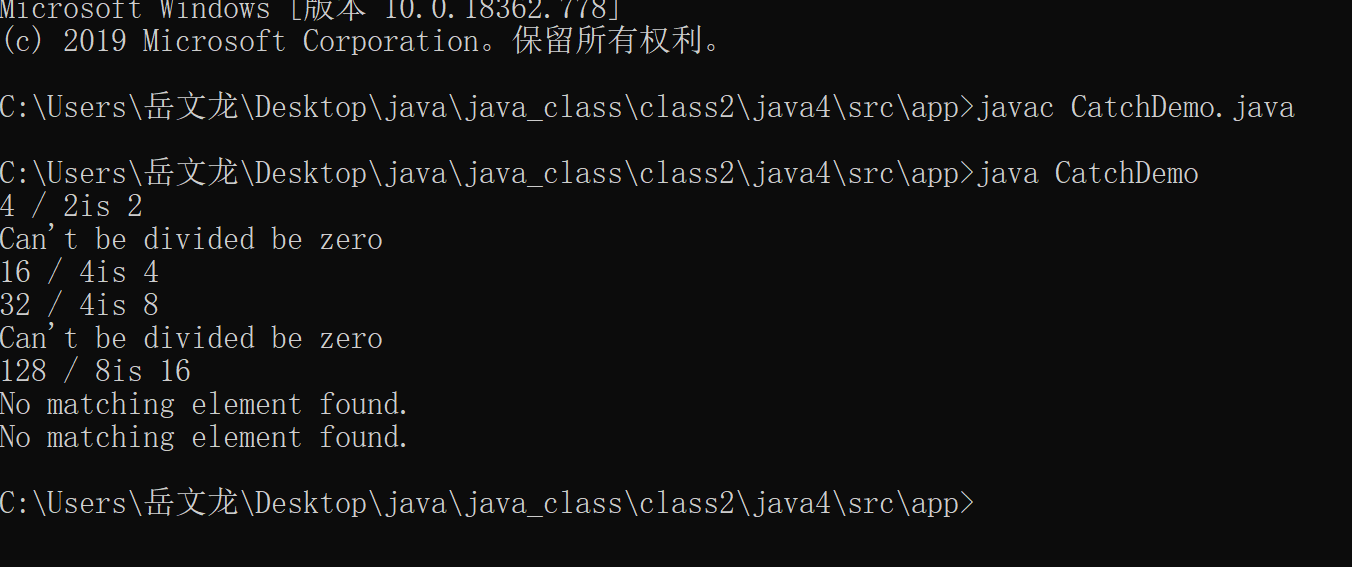 Microsoft Windows [版本 10.0.18362.778]
(c) 2019 Microsoft Corporation。保留所有权利。
C:\Users\岳文龙\Desktop\java\java_class\class2\java4\src\app>javac CatchDemo.java
C:\Users\岳文龙\Desktop\java\java_class\class2\java4\src\app>java CatchDemo
4 / 2is 2
Can't be divided be zero
16 / 4is 4
32 / 4is 8
Can't be divided be zero
128 / 8is 16
No matching element found.
No matching element found.
C:\Users\岳文龙\Desktop\java\java_class\class2\java4\src\app>